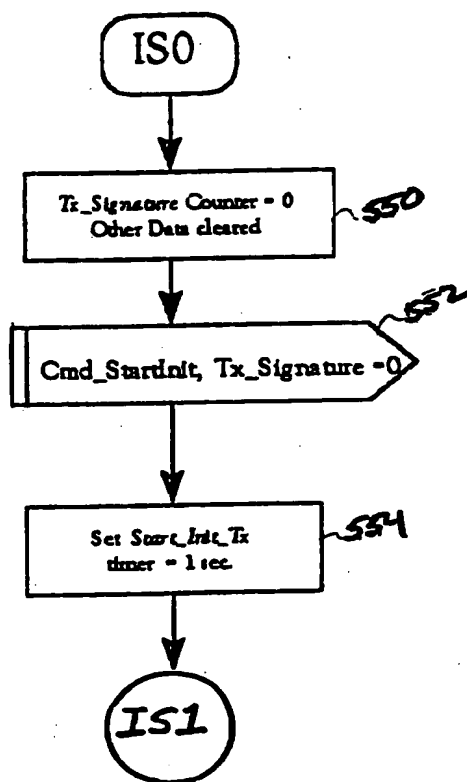 IS0
Tx_Signature Counter = 0
Other Data cleared
550
552
Cmd_StartInit, Tx_Signature =0
Set Start_Init_Tx
timer = 1 sec.
554
IS1